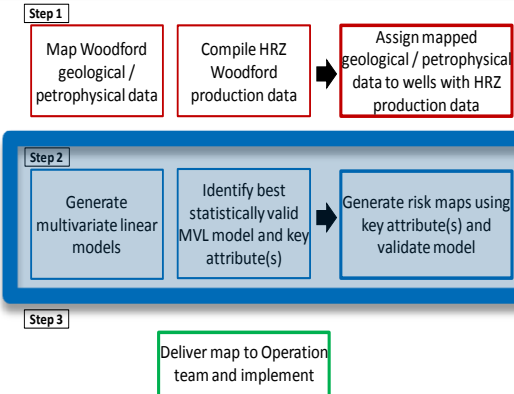 Step 1
Map Woodford
geological /
petrophysical data
Compile HRZ
Woodford
production data
Assign mapped
geological / petrophysical
data to wells with HRZ
production data
Step 2
Generate
multivariate linear
models
Identify best
statistically valid
MVL model and key
attribute(s)
Generate risk maps using
key attribute(s) and
validate model
Step 3
Deliver map to Operation
team and implement